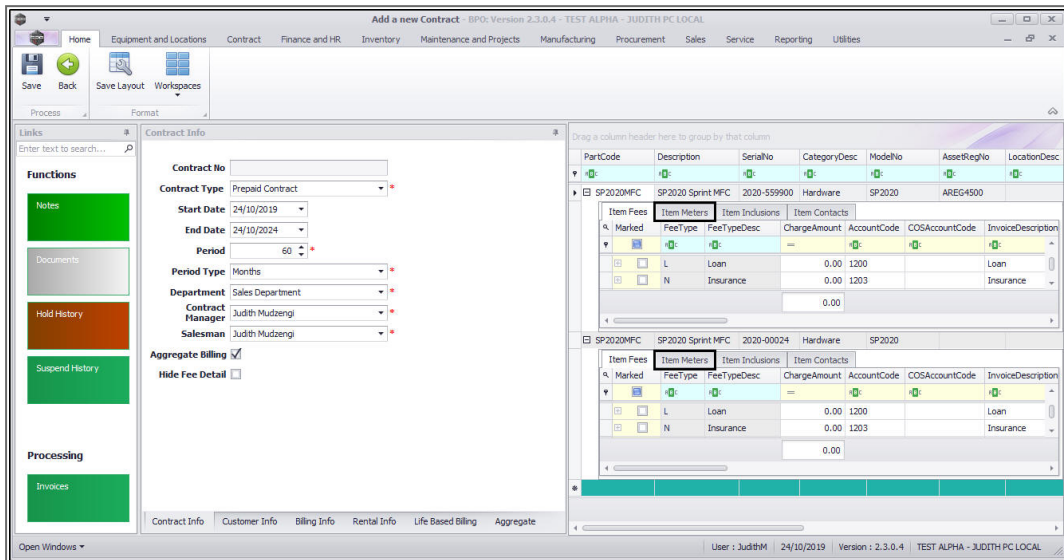 Add a new Contract - BPO: Version 2.3.0.4 - TEST ALPHA - JUDITH PC LOCAL
Home Equipment and Locations Contract Finance and HR Inventory Maintenance and Projects Manufacturing Procurement Sales Service Reporting Utilities
Save Back Save Layout Workspaces
Process Format
Links
Enter text to search...
Functions
Notes
Documents
Hold History
Suspend History
Processing
Invoices
Contract Info
Contract No
Contract Type Prepaid Contract *
Start Date 24/10/2019
End Date 24/10/2024
Period 60 *
Period Type Months *
Department Sales Department *
Contract
Manager Judith Mudzengi *
Salesman Judith Mudzengi *
Aggregate Billing
Hide Fee Detail
Contract Info Customer Info Billing Info Rental Info Life Based Billing Aggregate
Drag a column header here to group by that column
PartCode Description SerialNo CategoryDesc ModelNo AssetRegNo LocationDesc
SP2020MFC SP2020 Sprint MFC 2020-559900 Hardware SP2020 AREG4500
Item Fees Item Meters Item Inclusions Item Contacts
Marked FeeType FeeTypeDesc ChargeAmount AccountCode COSAccountCode InvoiceDescription
=
L Loan 0.00 1200 Loan
N Insurance 0.00 1203 Insurance
0.00
SP2020MFC SP2020 Sprint MFC 2020-00024 Hardware SP2020
Item Fees Item Meters Item Inclusions Item Contacts
Marked FeeType FeeTypeDesc ChargeAmount AccountCode COSAccountCode InvoiceDescription
=
L Loan 0.00 1200 Loan
N Insurance 0.00 1203 Insurance
0.00
Open Windows User : JudithM 24/10/2019 Version : 2.3.0.4 TEST ALPHA - JUDITH PC LOCAL